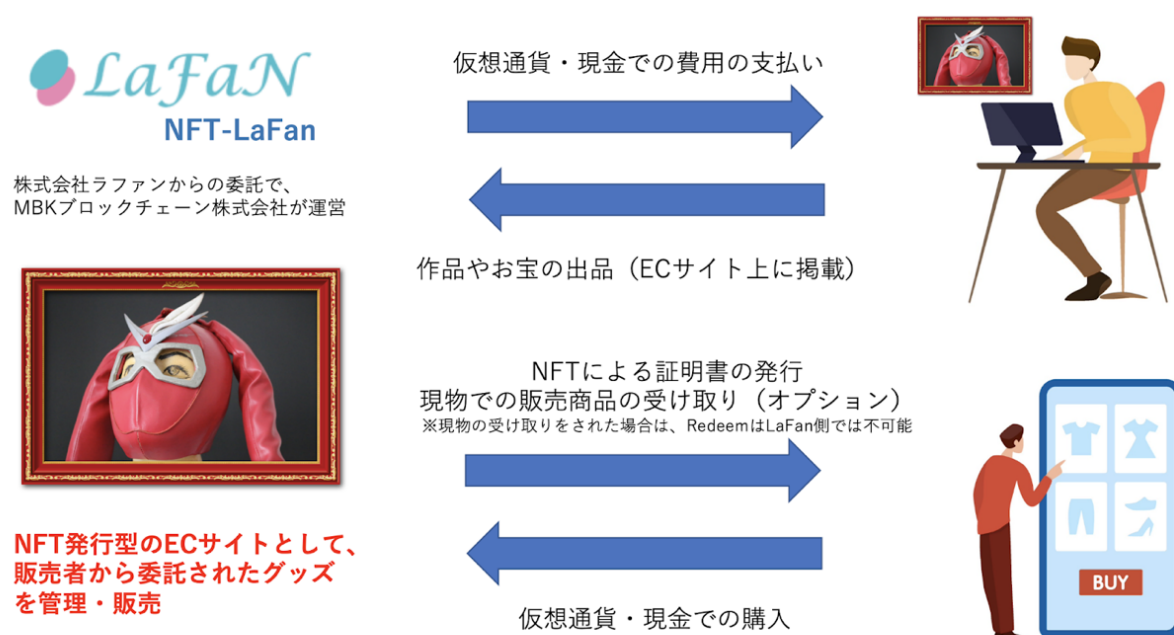 LaFaN
NFT-LaFan
株式会社ラファンからの委託で、
MBKブロックチェーン株式会社が運営
NFT発行型のECサイトとして、
販売者から委託されたグッズ
を管理・販売
仮想通貨・現金での費用の支払い
作品やお宝の出品（ECサイト上に掲載）
NFTによる証明書の発行
現物での販売商品の受け取り（オプション）
※現物の受け取りをされた場合は、RedeemはLaFan側では不可能
仮想通貨・現金での購入
BUY